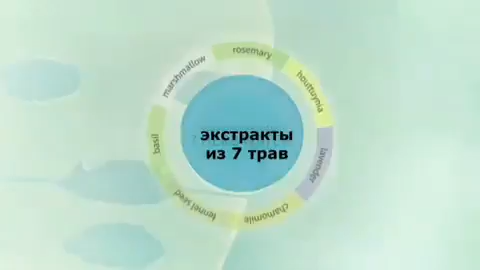 rosemary
houttuynia
lavender
chamomile
fennel seed
basil
marshmallow
экстракты
из 7 трав